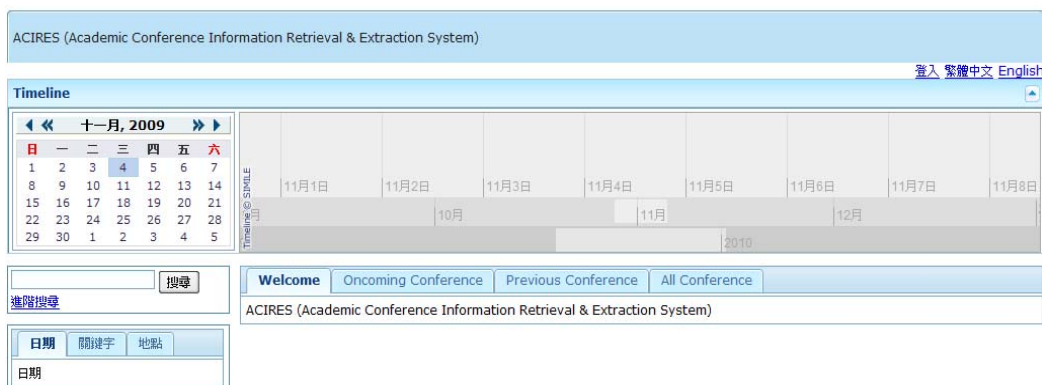 ACIRES (Academic Conference Information Retrieval & Extraction System)
登入 繁體中文 English
Timeline
十一月, 2009
日 一 二 三 四 五 六
1 2 3 4 5 6 7
8 9 10 11 12 13 14
15 16 17 18 19 20 21
22 23 24 25 26 27 28
29 30 1 2 3 4 5
Timeline © SIMILE
11月1日 11月2日 11月3日 11月4日 11月5日 11月6日 11月7日 11月8日
月 10月 11月 12月
2010
搜尋
進階搜尋
Welcome Oncoming Conference Previous Conference All Conference
ACIRES (Academic Conference Information Retrieval & Extraction System)
日期 關鍵字 地點
日期